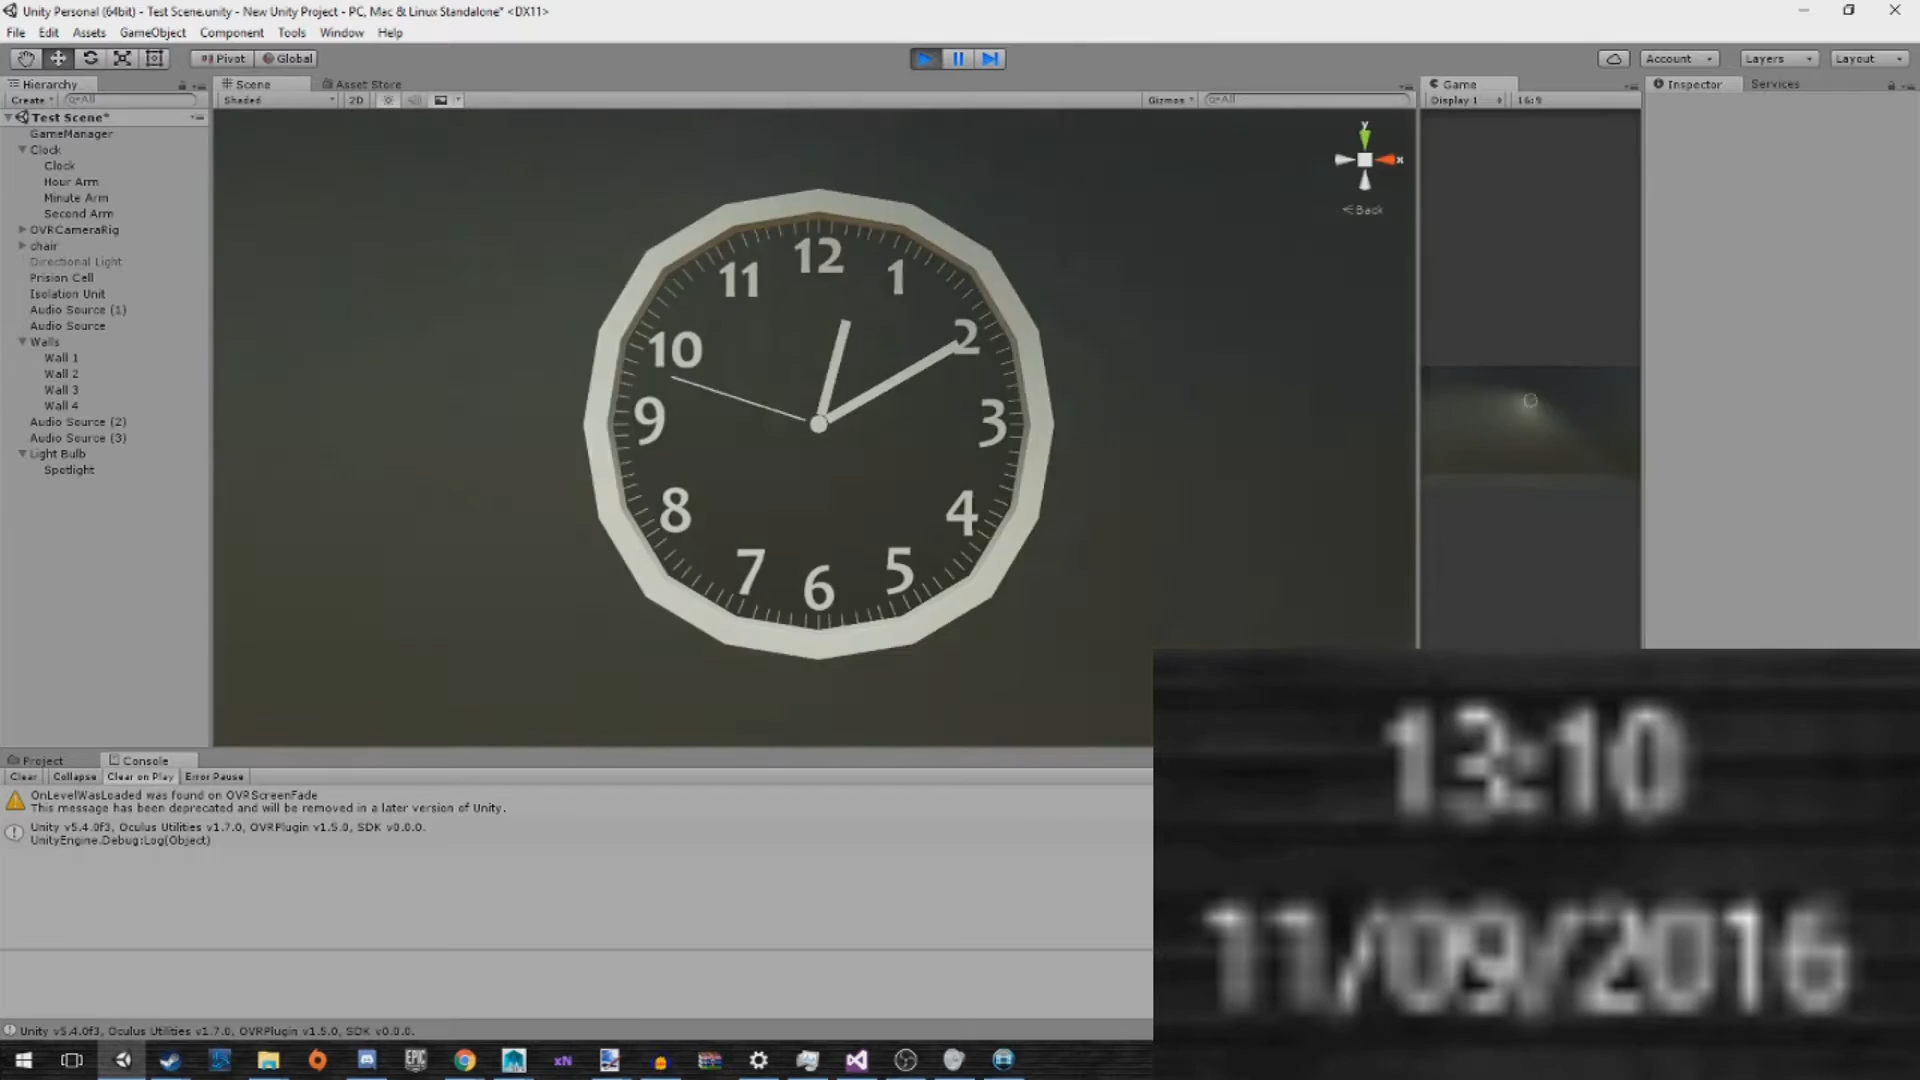 Unity Personal (64bit) - Test Scene.unity - New Unity Project - PC, Mac & Linux Standalone* <DX11>
File Edit Assets GameObject Component Tools Window Help
Pivot Global Account Layers Layout
Hierarchy Scene Asset Store Game Inspector Services
Create All Shaded 2D Gizmos All Display 1 16:9
Test Scene*
GameManager
Clock
Clock
Hour Arm
Minute Arm
Second Arm
OVRCameraRig
chair
Directional Light
Prision Cell
Isolation Unit
Audio Source (1)
Audio Source
Walls
Wall 1
Wall 2
Wall 3
Wall 4
Audio Source (2)
Audio Source (3)
Light Bulb
Spotlight
y
x
Back
12
1
2
3
4
5
6
7
8
9
10
11
Project Console
Clear Collapse Clear on Play Error Pause
OnLevelWasLoaded was found on OVRScreenFade
This message has been deprecated and will be removed in a later version of Unity.
Unity v5.4.0f3, Oculus Utilities v1.7.0, OVRPlugin v1.5.0, SDK v0.0.0.
UnityEngine.Debug:Log(Object)
13:10
11/09/2016
Unity v5.4.0f3, Oculus Utilities v1.7.0, OVRPlugin v1.5.0, SDK v0.0.0.
EPIC
xN